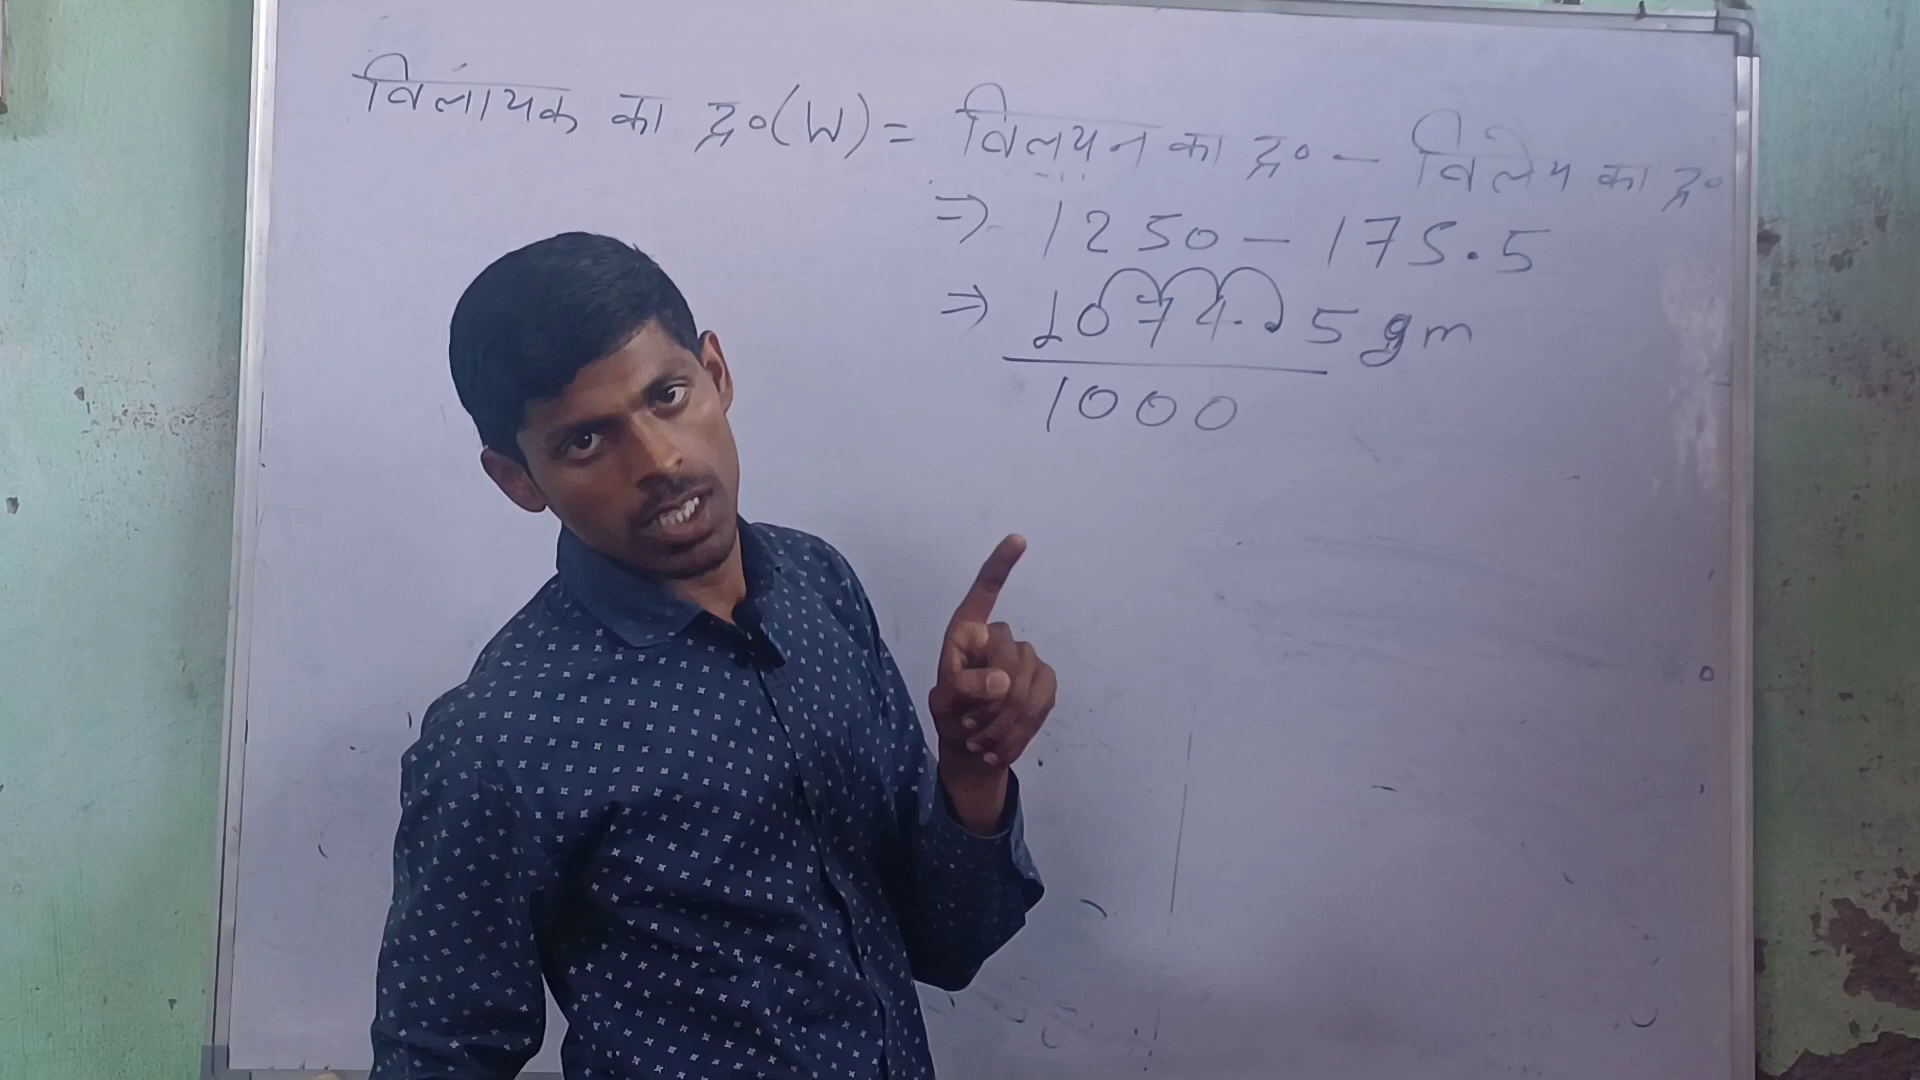 विलायक का द्र०(W) = विलयन का द्र० - विलेय का द्र०
⇒ 1250 - 175.5
⇒ 1074.5 gm
1000